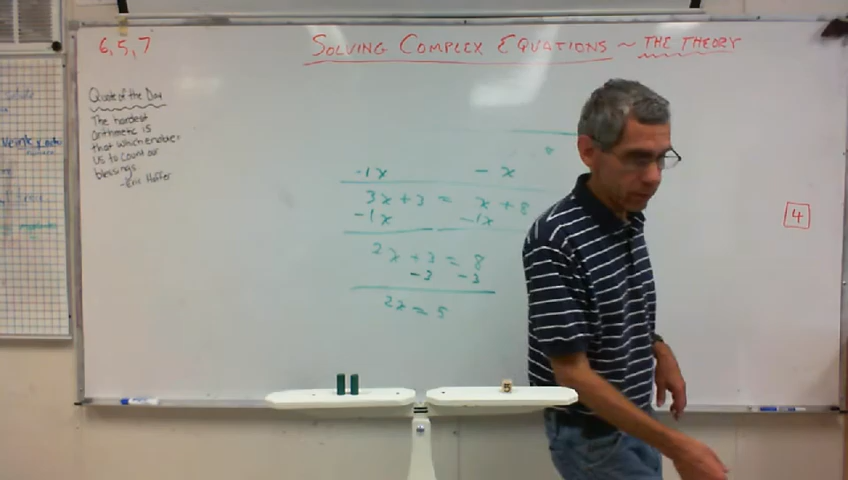 6, 5, 7
SOLVING COMPLEX EQUATIONS ~ THE THEORY
Quote of the Day
The hardest
arithmetic is
that which enables
us to count our
blessings
-Eric Hoffer
-1x - x
3x + 3 = x + 8
-1x -1x
2x + 3 = 8
-3 -3
2x = 5
4
5